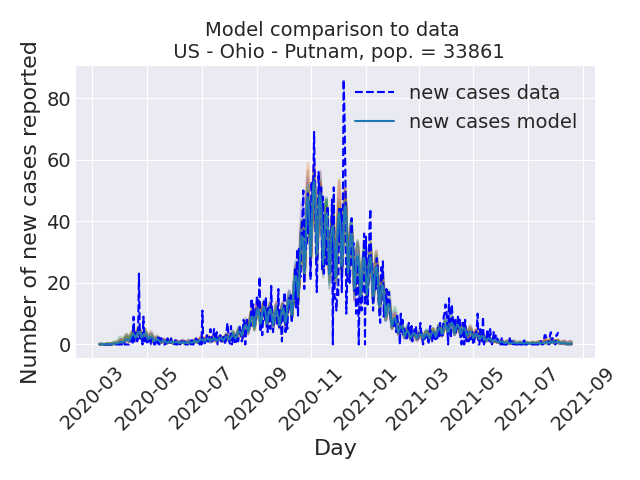 Model comparison to data
US - Ohio - Putnam, pop. = 33861
Number of new cases reported
80
60
40
20
0
new cases data
new cases model
2020-03
2020-05
2020-07
2020-09
2020-11
2021-01
2021-03
2021-05
2021-07
2021-09
Day